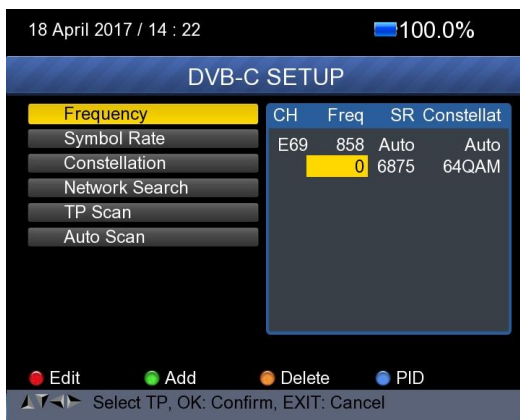 18 April 2017 / 14 : 22 100.0%
DVB-C SETUP
Frequency
Symbol Rate
Constellation
Network Search
TP Scan
Auto Scan
CH Freq SR Constellat
E69 858 Auto Auto
0 6875 64QAM
Edit Add Delete PID
Select TP, OK: Confirm, EXIT: Cancel